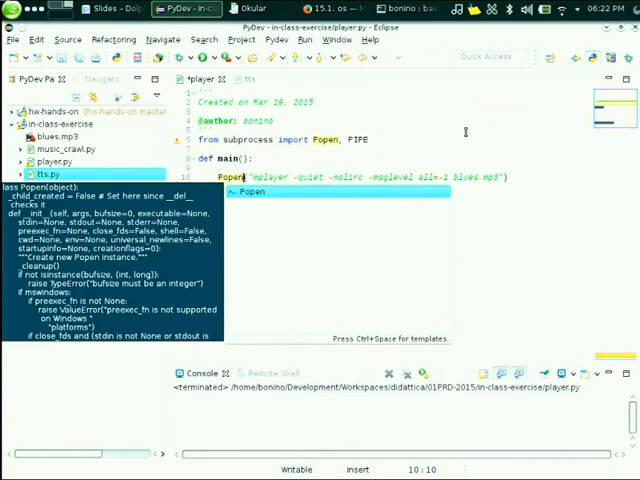 Slides – Dolp
PyDev – in-cl
okular
15.1. os — M
bonino : bas
06:22 PM
PyDev - in-class-exercise/player.py - Eclipse
File Edit Source Refactoring Navigate Search Project Pydev Run Window Help
Quick Access
PyDev Pa
Navigato
*player
tts
hw-hands-on [hw-hands-on master
in-class-exercise
blues.mp3
music_crawl.py
player.py
tts.py
1 '''
2 Created on Mar 19, 2015
4 @author: bonino
'''
from subprocess import Popen, PIPE
8 def main():
10 Popen("mplayer -quiet -nolirc -msglevel all=-1 blues.mp3")
Popen
Press Ctrl+Space for templates.
lass Popen(object):
_child_created = False # Set here since __del__
checks it
def __init__(self, args, bufsize=0, executable=None,
stdin=None, stdout=None, stderr=None,
preexec_fn=None, close_fds=False, shell=False,
cwd=None, env=None, universal_newlines=False,
startupinfo=None, creationflags=0):
"""Create new Popen instance."""
_cleanup()
if not isinstance(bufsize, (int, long)):
raise TypeError("bufsize must be an integer")
if mswindows:
if preexec_fn is not None:
raise ValueError("preexec_fn is not supported
on Windows "
"platforms")
if close_fds and (stdin is not None or stdout is
Console
Remote Shell
<terminated> /home/bonino/Development/Workspaces/didattica/01PRD-2015/in-class-exercise/player.py
Writable
Insert
10 : 10